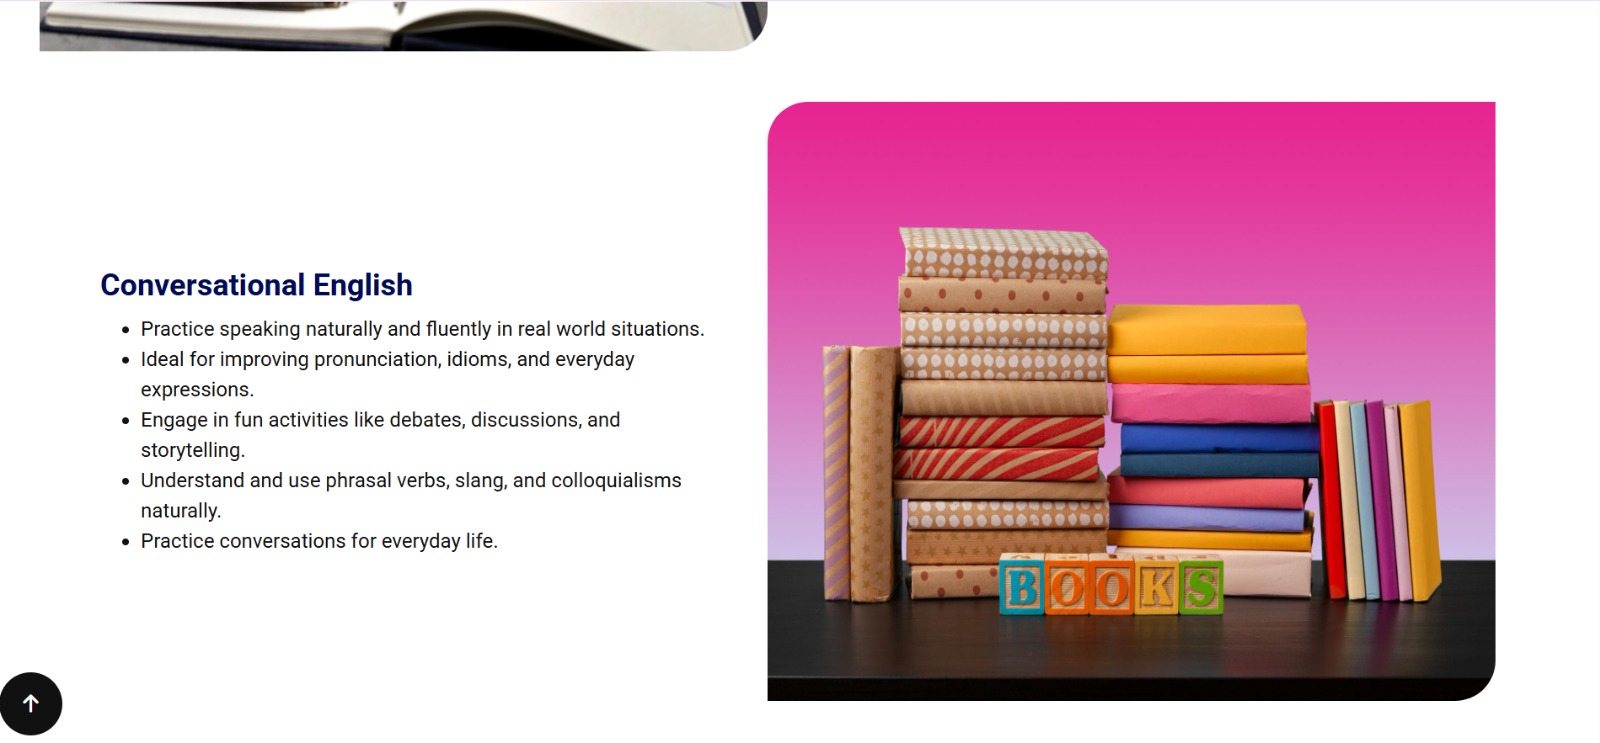 Conversational English
Practice speaking naturally and fluently in real world situations.
Ideal for improving pronunciation, idioms, and everyday
expressions.
Engage in fun activities like debates, discussions, and
storytelling.
Understand and use phrasal verbs, slang, and colloquialisms
naturally.
Practice conversations for everyday life.
BOOKS